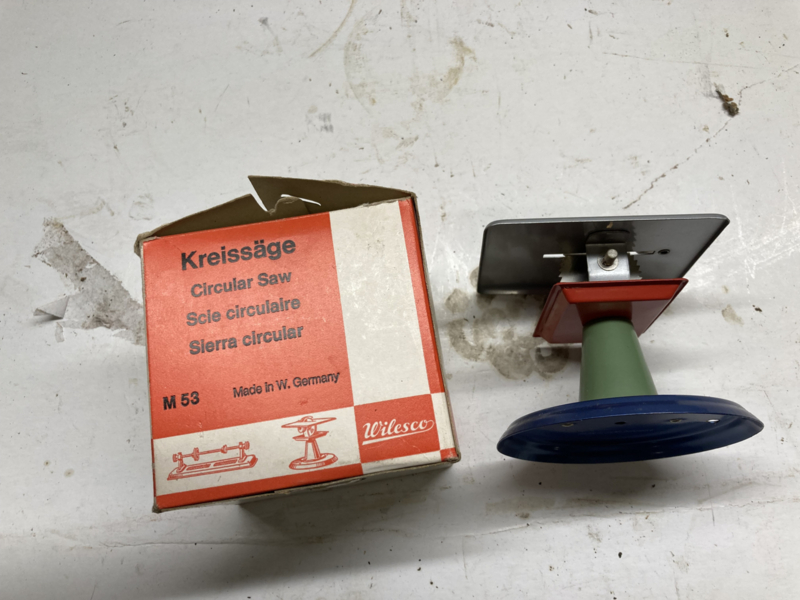 Kreissäge
Circular Saw
Scie circulaire
Sierra circular
M 53 Made in W. Germany
Wilesco